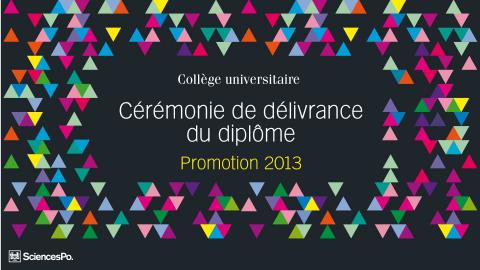 Collège universitaire
Cérémonie de délivrance
du diplôme
Promotion 2013
SciencesPo.